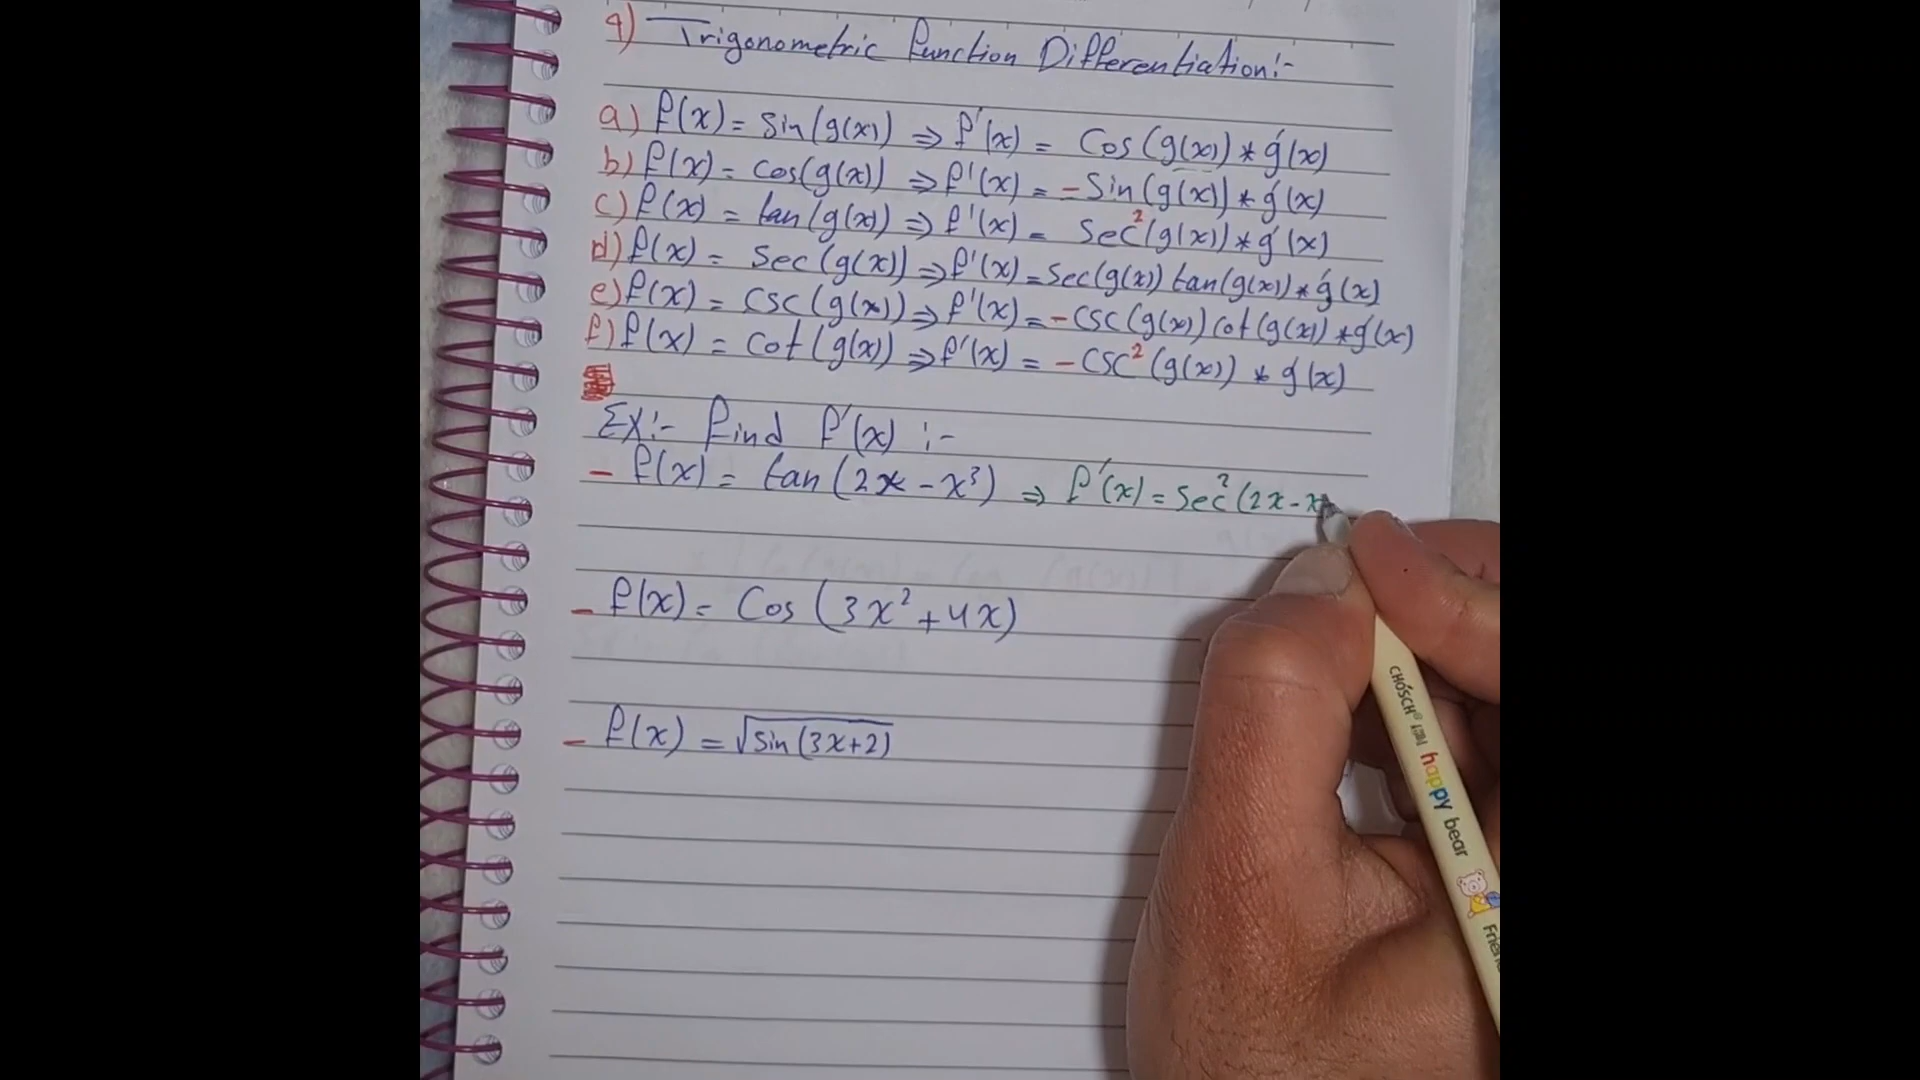 9) Trigonometric function Differentiation:-
a) f(x) = sin(g(x)) ⇒ f'(x) = Cos(g(x)) * g'(x)
b) f(x) = cos(g(x)) ⇒ f'(x) = -Sin(g(x)) * g'(x)
c) f(x) = tan(g(x)) ⇒ f'(x) = Sec²(g(x)) * g'(x)
d) f(x) = Sec(g(x)) ⇒ f'(x) = Sec(g(x)) tan(g(x)) * g'(x)
e) f(x) = CSC(g(x)) ⇒ f'(x) = -CSC(g(x)) Cot(g(x)) * g'(x)
f) f(x) = Cot(g(x)) ⇒ f'(x) = -CSC²(g(x)) * g'(x)
EX:- find f'(x) :-
- f(x) = tan(2x - x³) ⇒ f'(x) = Sec²(2x - x
- f(x) = Cos (3x² + 4x)
- f(x) = √sin(3x+2)
CHOSCH
happy bear